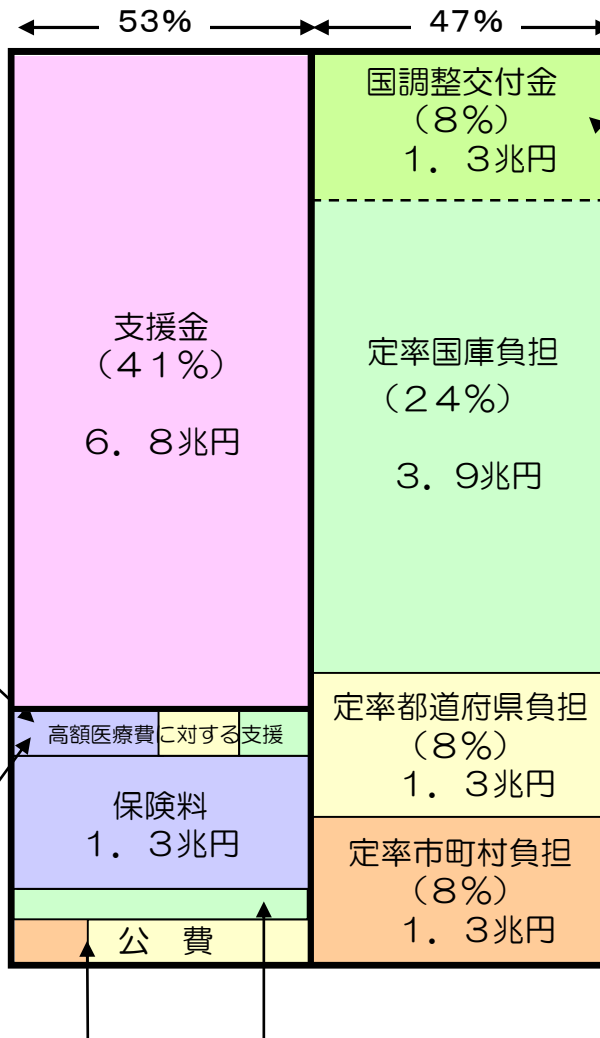 53%
47%
国調整交付金
（８％）
１．３兆円
支援金
（４１％）
６．８兆円
定率国庫負担
（２４％）
３．９兆円
定率都道府県負担
（８％）
１．３兆円
高額医療費に対する支援
保険料
１．３兆円
定率市町村負担
（８％）
１．３兆円
公　費